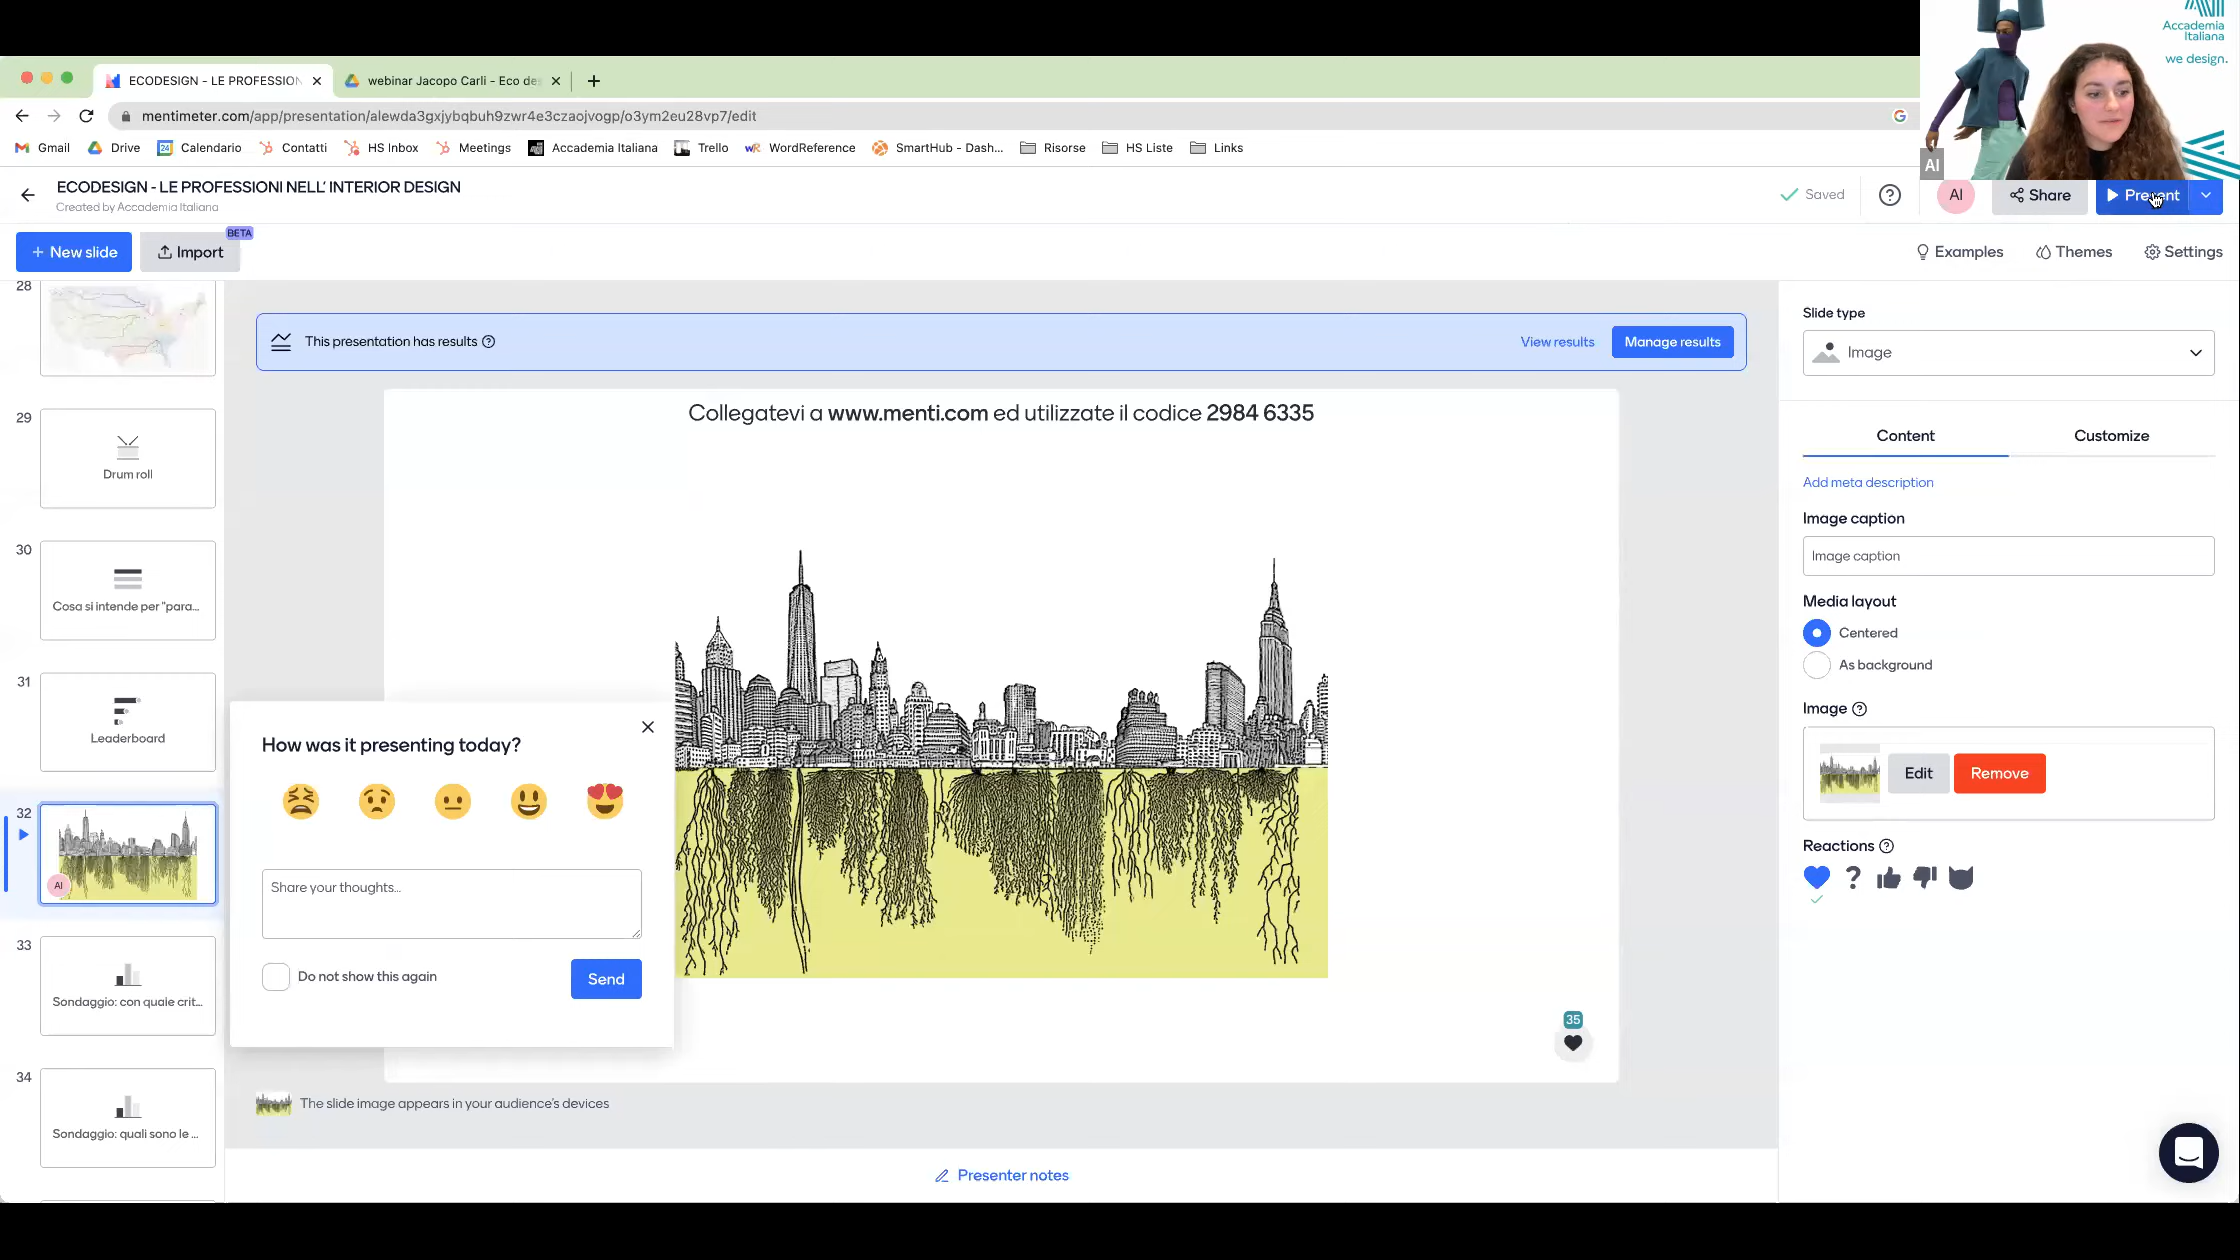 Accademia
Italiana
we design.
AI
ECODESIGN - LE PROFESSION
webinar Jacopo Carli - Eco de
mentimeter.com/app/presentation/alewda3gxjybqbuh9zwr4e3czaojvogp/o3ym2eu28vp7/edit
Gmail Drive Calendario Contatti HS Inbox Meetings Accademia Italiana Trello WordReference SmartHub - Dash... Risorse HS Liste Links
ECODESIGN - LE PROFESSIONI NELL' INTERIOR DESIGN
Created by Accademia Italiana
Saved
AI
Share
Present
New slide
Import
BETA
Examples
Themes
Settings
28
29
Drum roll
30
Cosa si intende per "para...
31
Leaderboard
32
AI
33
Sondaggio: con quale crit...
34
Sondaggio: quali sono le ...
This presentation has results
View results
Manage results
Collegatevi a www.menti.com ed utilizzate il codice 2984 6335
How was it presenting today?
Share your thoughts...
Do not show this again
Send
35
The slide image appears in your audience's devices
Presenter notes
Slide type
Image
Content
Customize
Add meta description
Image caption
Image caption
Media layout
Centered
As background
Image
Edit
Remove
Reactions